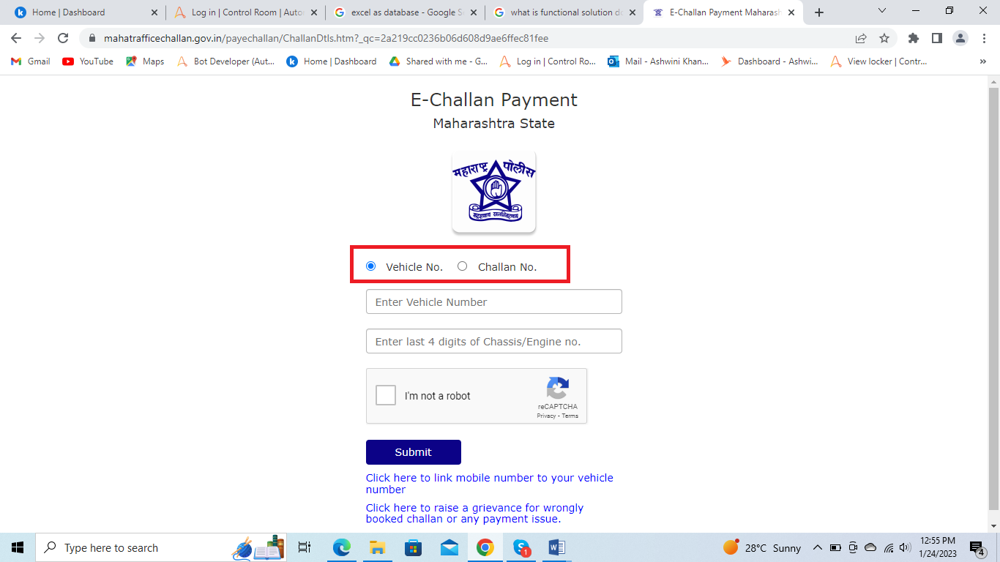 Home | Dashboard
Log in | Control Room | Auto
excel as database - Google S
what is functional solution d
E-Challan Payment Maharash
mahatrafficechallan.gov.in/payechallan/ChallanDtls.htm?_qc=2a219cc0236b06d608d9ae6ffec81fee
Gmail
YouTube
Maps
Bot Developer (Aut...
Home | Dashboard
Shared with me - G...
Log in | Control Ro...
Mail - Ashwini Khan...
Dashboard - Ashwi...
View locker | Contr...
E-Challan Payment
Maharashtra State
महाराष्ट्र पोलीस
Vehicle No.
Challan No.
Enter Vehicle Number
Enter last 4 digits of Chassis/Engine no.
I'm not a robot
reCAPTCHA
Privacy - Terms
Submit
Click here to link mobile number to your vehicle
number
Click here to raise a grievance for wrongly
booked challan or any payment issue.
Type here to search
1
28°C Sunny
12:55 PM
1/24/2023
4